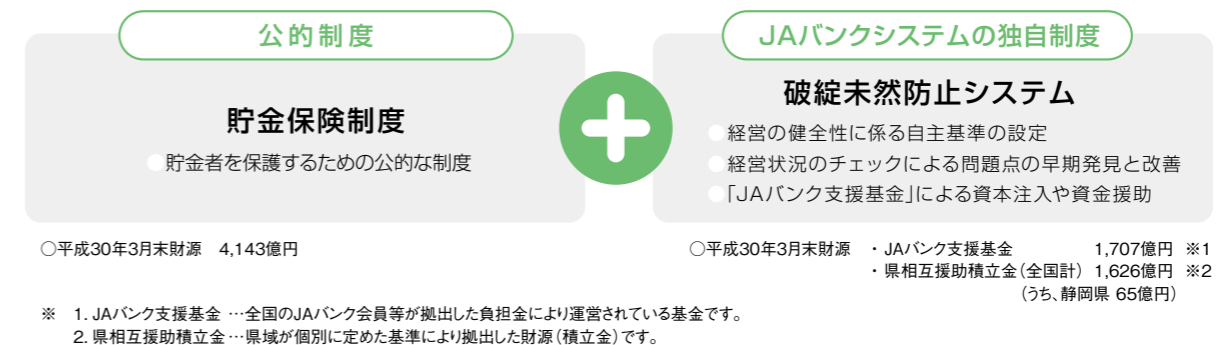 公的制度
貯金保険制度
貯金者を保護するための公的な制度
JAバンクシステムの独自制度
破綻未然防止システム
経営の健全性に係る自主基準の設定
経営状況のチェックによる問題点の早期発見と改善
「JAバンク支援基金」による資本注入や資金援助
○平成30年3月末財源 4,143億円
○平成30年3月末財源 ・JAバンク支援基金 1,707億円 ※1
・県相互援助積立金(全国計) 1,626億円 ※2
(うち、静岡県 65億円)
※ 1. JAバンク支援基金 …全国のJAバンク会員等が拠出した負担金により運営されている基金です。
2. 県相互援助積立金…県域が個別に定めた基準により拠出した財源(積立金)です。